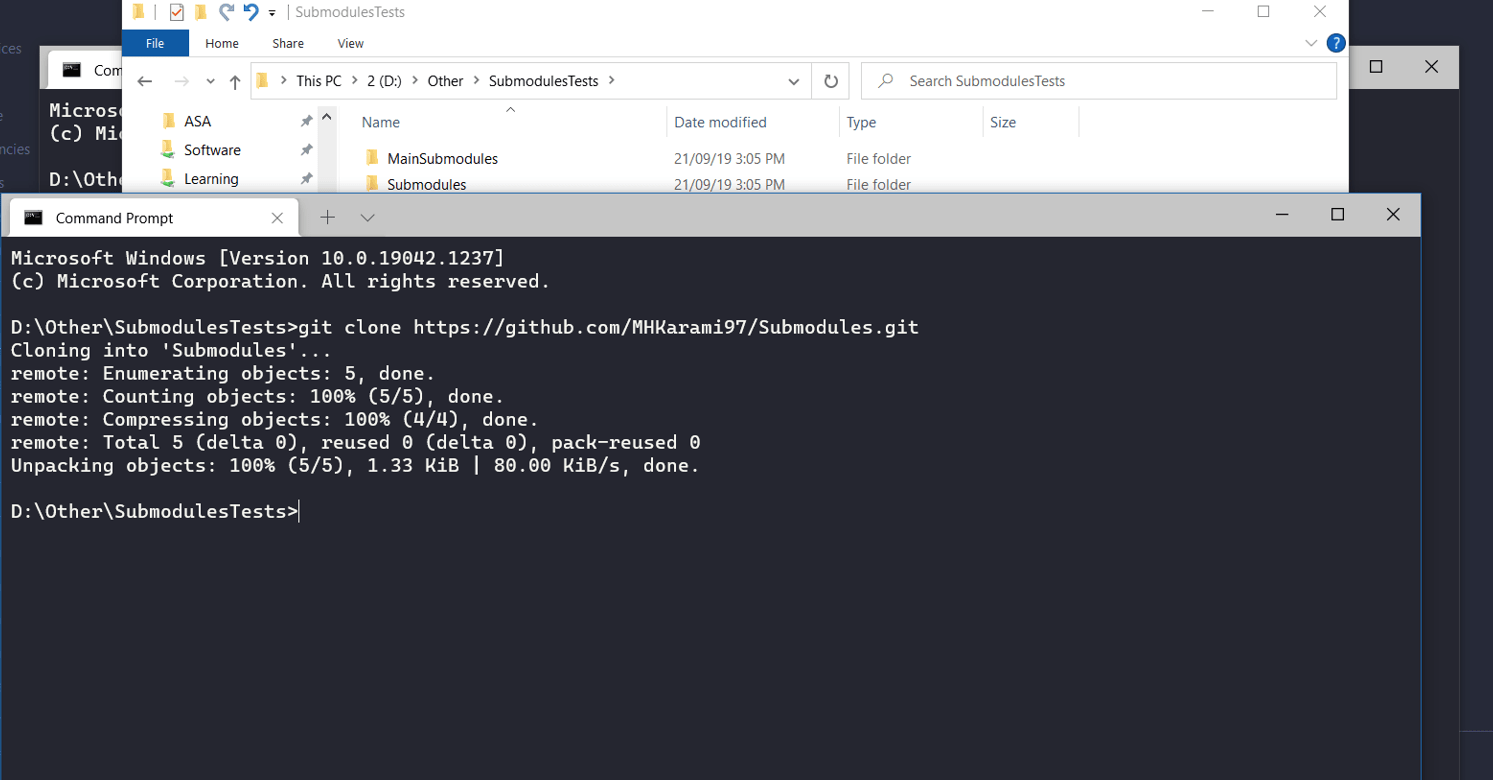 SubmodulesTests
File Home Share View
This PC > 2 (D:) > Other > SubmodulesTests >
Search SubmodulesTests
Name Date modified Type Size
ASA
Software
Learning
MainSubmodules 21/09/19 3:05 PM File folder
Submodules 21/09/19 3:05 PM File folder
ices
e
ncies
s
Com
Micros
(c) Mi
D:\Oth
Command Prompt
Microsoft Windows [Version 10.0.19042.1237]
(c) Microsoft Corporation. All rights reserved.
D:\Other\SubmodulesTests>git clone https://github.com/MHKarami97/Submodules.git
Cloning into 'Submodules'...
remote: Enumerating objects: 5, done.
remote: Counting objects: 100% (5/5), done.
remote: Compressing objects: 100% (4/4), done.
remote: Total 5 (delta 0), reused 0 (delta 0), pack-reused 0
Unpacking objects: 100% (5/5), 1.33 KiB | 80.00 KiB/s, done.
D:\Other\SubmodulesTests>